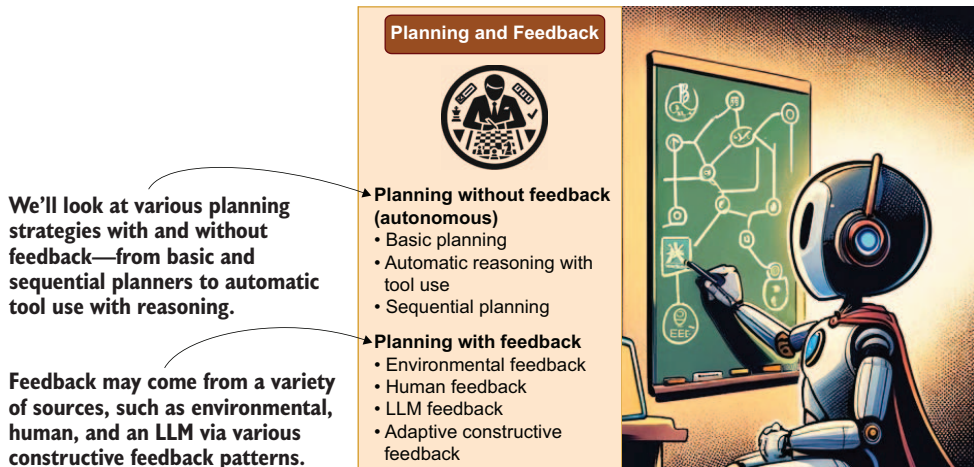 Planning and Feedback
We'll look at various planning
strategies with and without
feedback—from basic and
sequential planners to automatic
tool use with reasoning.
Planning without feedback
(autonomous)
• Basic planning
• Automatic reasoning with
tool use
• Sequential planning
Feedback may come from a variety
of sources, such as environmental,
human, and an LLM via various
constructive feedback patterns.
Planning with feedback
• Environmental feedback
• Human feedback
• LLM feedback
• Adaptive constructive
feedback